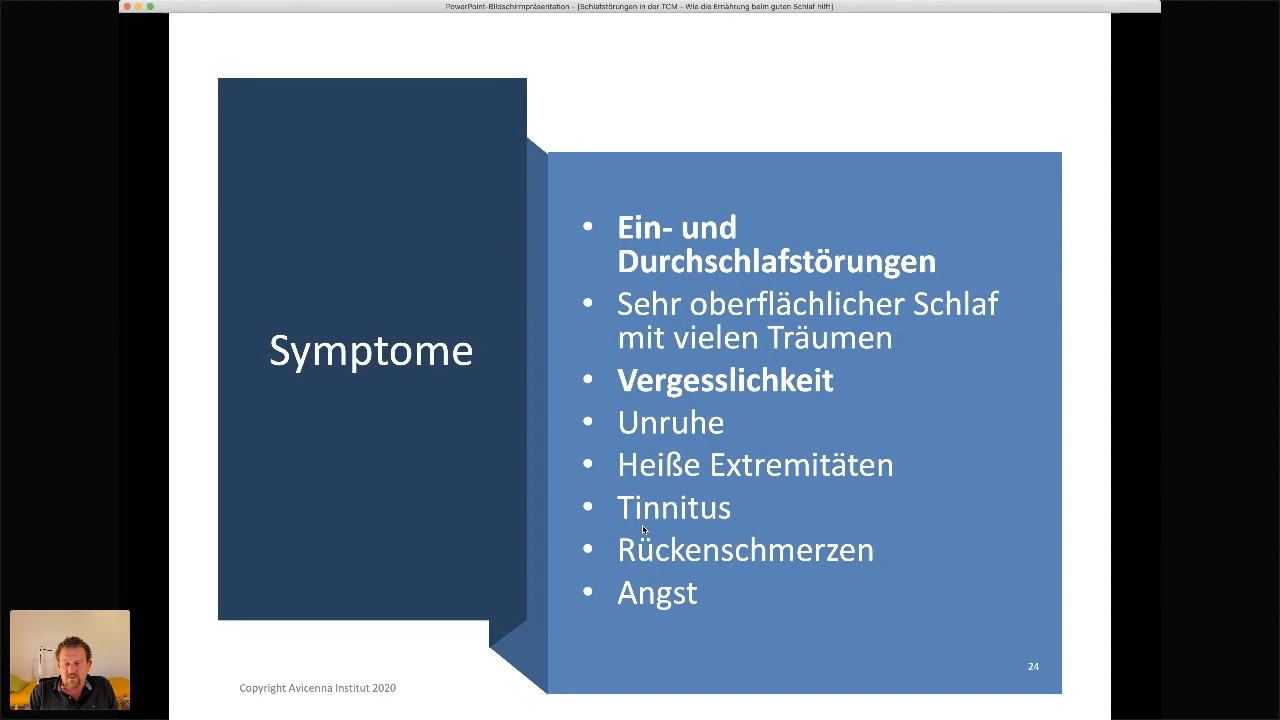 PowerPoint-Bildschirmpräsentation - [Schlafstörungen in der TCM - Wie die Ernährung beim guten Schlaf hilft]
Symptome
• Ein- und
Durchschlafstörungen
• Sehr oberflächlicher Schlaf
mit vielen Träumen
• Vergesslichkeit
• Unruhe
• Heiße Extremitäten
• Tinnitus
• Rückenschmerzen
• Angst
24
Copyright Avicenna Institut 2020